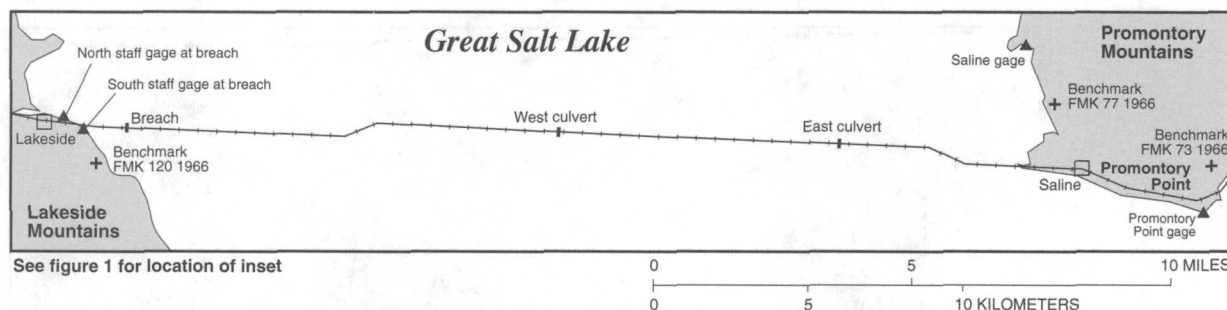 Great Salt Lake
North staff gage at breach
South staff gage at breach
Lakeside
Breach
Benchmark
FMK 120 1966
Lakeside
Mountains
West culvert
East culvert
Saline gage
Promontory
Mountains
Benchmark
FMK 77 1966
Benchmark
FMK 73 1966
Saline
Promontory
Point
Promontory
Point gage
See figure 1 for location of inset
0 5 10 MILES
0 5 10 KILOMETERS